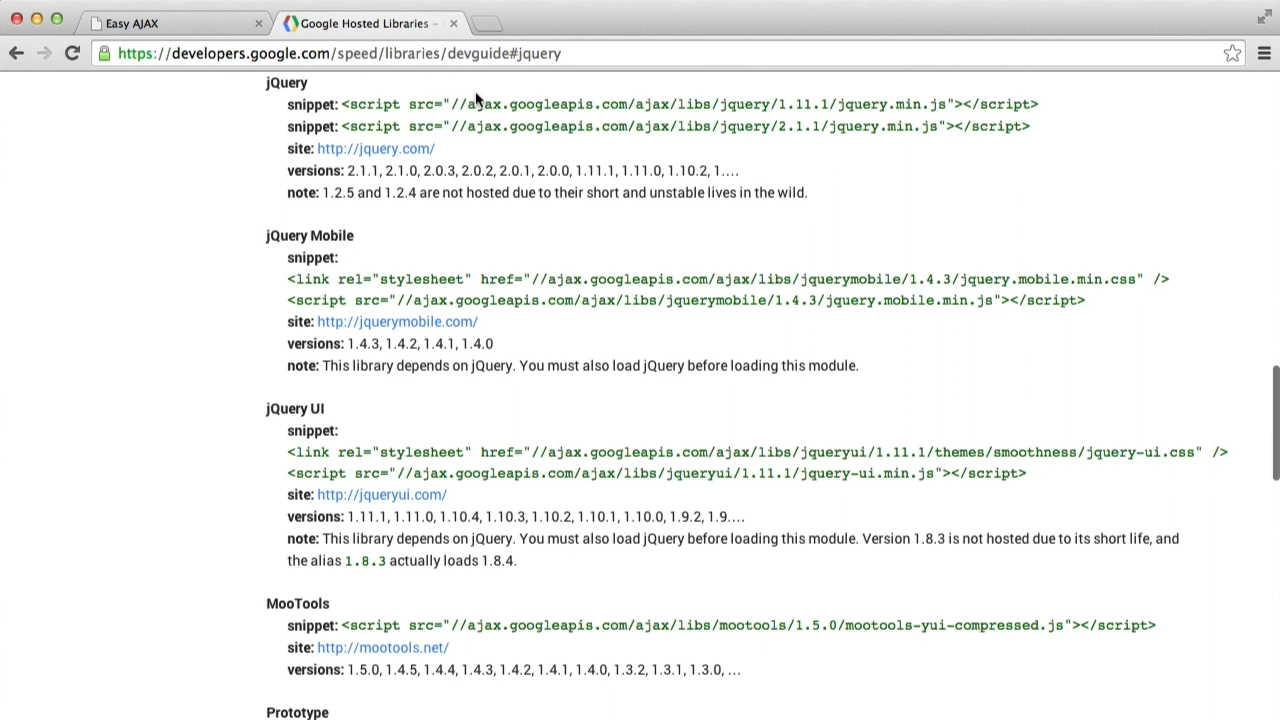 Easy AJAX
Google Hosted Libraries –
https://developers.google.com/speed/libraries/devguide#jquery
jQuery
snippet: <script src="//ajax.googleapis.com/ajax/libs/jquery/1.11.1/jquery.min.js"></script>
snippet: <script src="//ajax.googleapis.com/ajax/libs/jquery/2.1.1/jquery.min.js"></script>
site: http://jquery.com/
versions: 2.1.1, 2.1.0, 2.0.3, 2.0.2, 2.0.1, 2.0.0, 1.11.1, 1.11.0, 1.10.2, 1....
note: 1.2.5 and 1.2.4 are not hosted due to their short and unstable lives in the wild.
jQuery Mobile
snippet:
<link rel="stylesheet" href="//ajax.googleapis.com/ajax/libs/jquerymobile/1.4.3/jquery.mobile.min.css" />
<script src="//ajax.googleapis.com/ajax/libs/jquerymobile/1.4.3/jquery.mobile.min.js"></script>
site: http://jquerymobile.com/
versions: 1.4.3, 1.4.2, 1.4.1, 1.4.0
note: This library depends on jQuery. You must also load jQuery before loading this module.
jQuery UI
snippet:
<link rel="stylesheet" href="//ajax.googleapis.com/ajax/libs/jqueryui/1.11.1/themes/smoothness/jquery-ui.css" />
<script src="//ajax.googleapis.com/ajax/libs/jqueryui/1.11.1/jquery-ui.min.js"></script>
site: http://jqueryui.com/
versions: 1.11.1, 1.11.0, 1.10.4, 1.10.3, 1.10.2, 1.10.1, 1.10.0, 1.9.2, 1.9....
note: This library depends on jQuery. You must also load jQuery before loading this module. Version 1.8.3 is not hosted due to its short life, and
the alias 1.8.3 actually loads 1.8.4.
MooTools
snippet: <script src="//ajax.googleapis.com/ajax/libs/mootools/1.5.0/mootools-yui-compressed.js"></script>
site: http://mootools.net/
versions: 1.5.0, 1.4.5, 1.4.4, 1.4.3, 1.4.2, 1.4.1, 1.4.0, 1.3.2, 1.3.1, 1.3.0, ...
Prototype